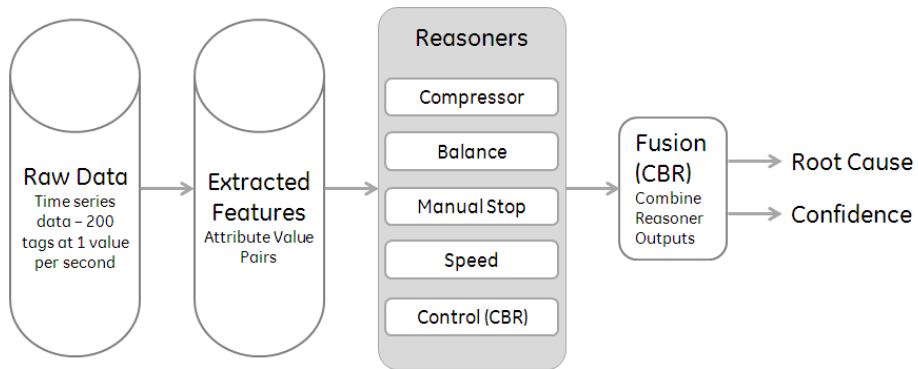 Raw Data
Time series
data – 200
tags at 1 value
per second
Extracted
Features
Attribute Value
Pairs
Reasoners
Compressor
Balance
Manual Stop
Speed
Control (CBR)
Fusion
(CBR)
Combine
Reasoner
Outputs
Root Cause
Confidence